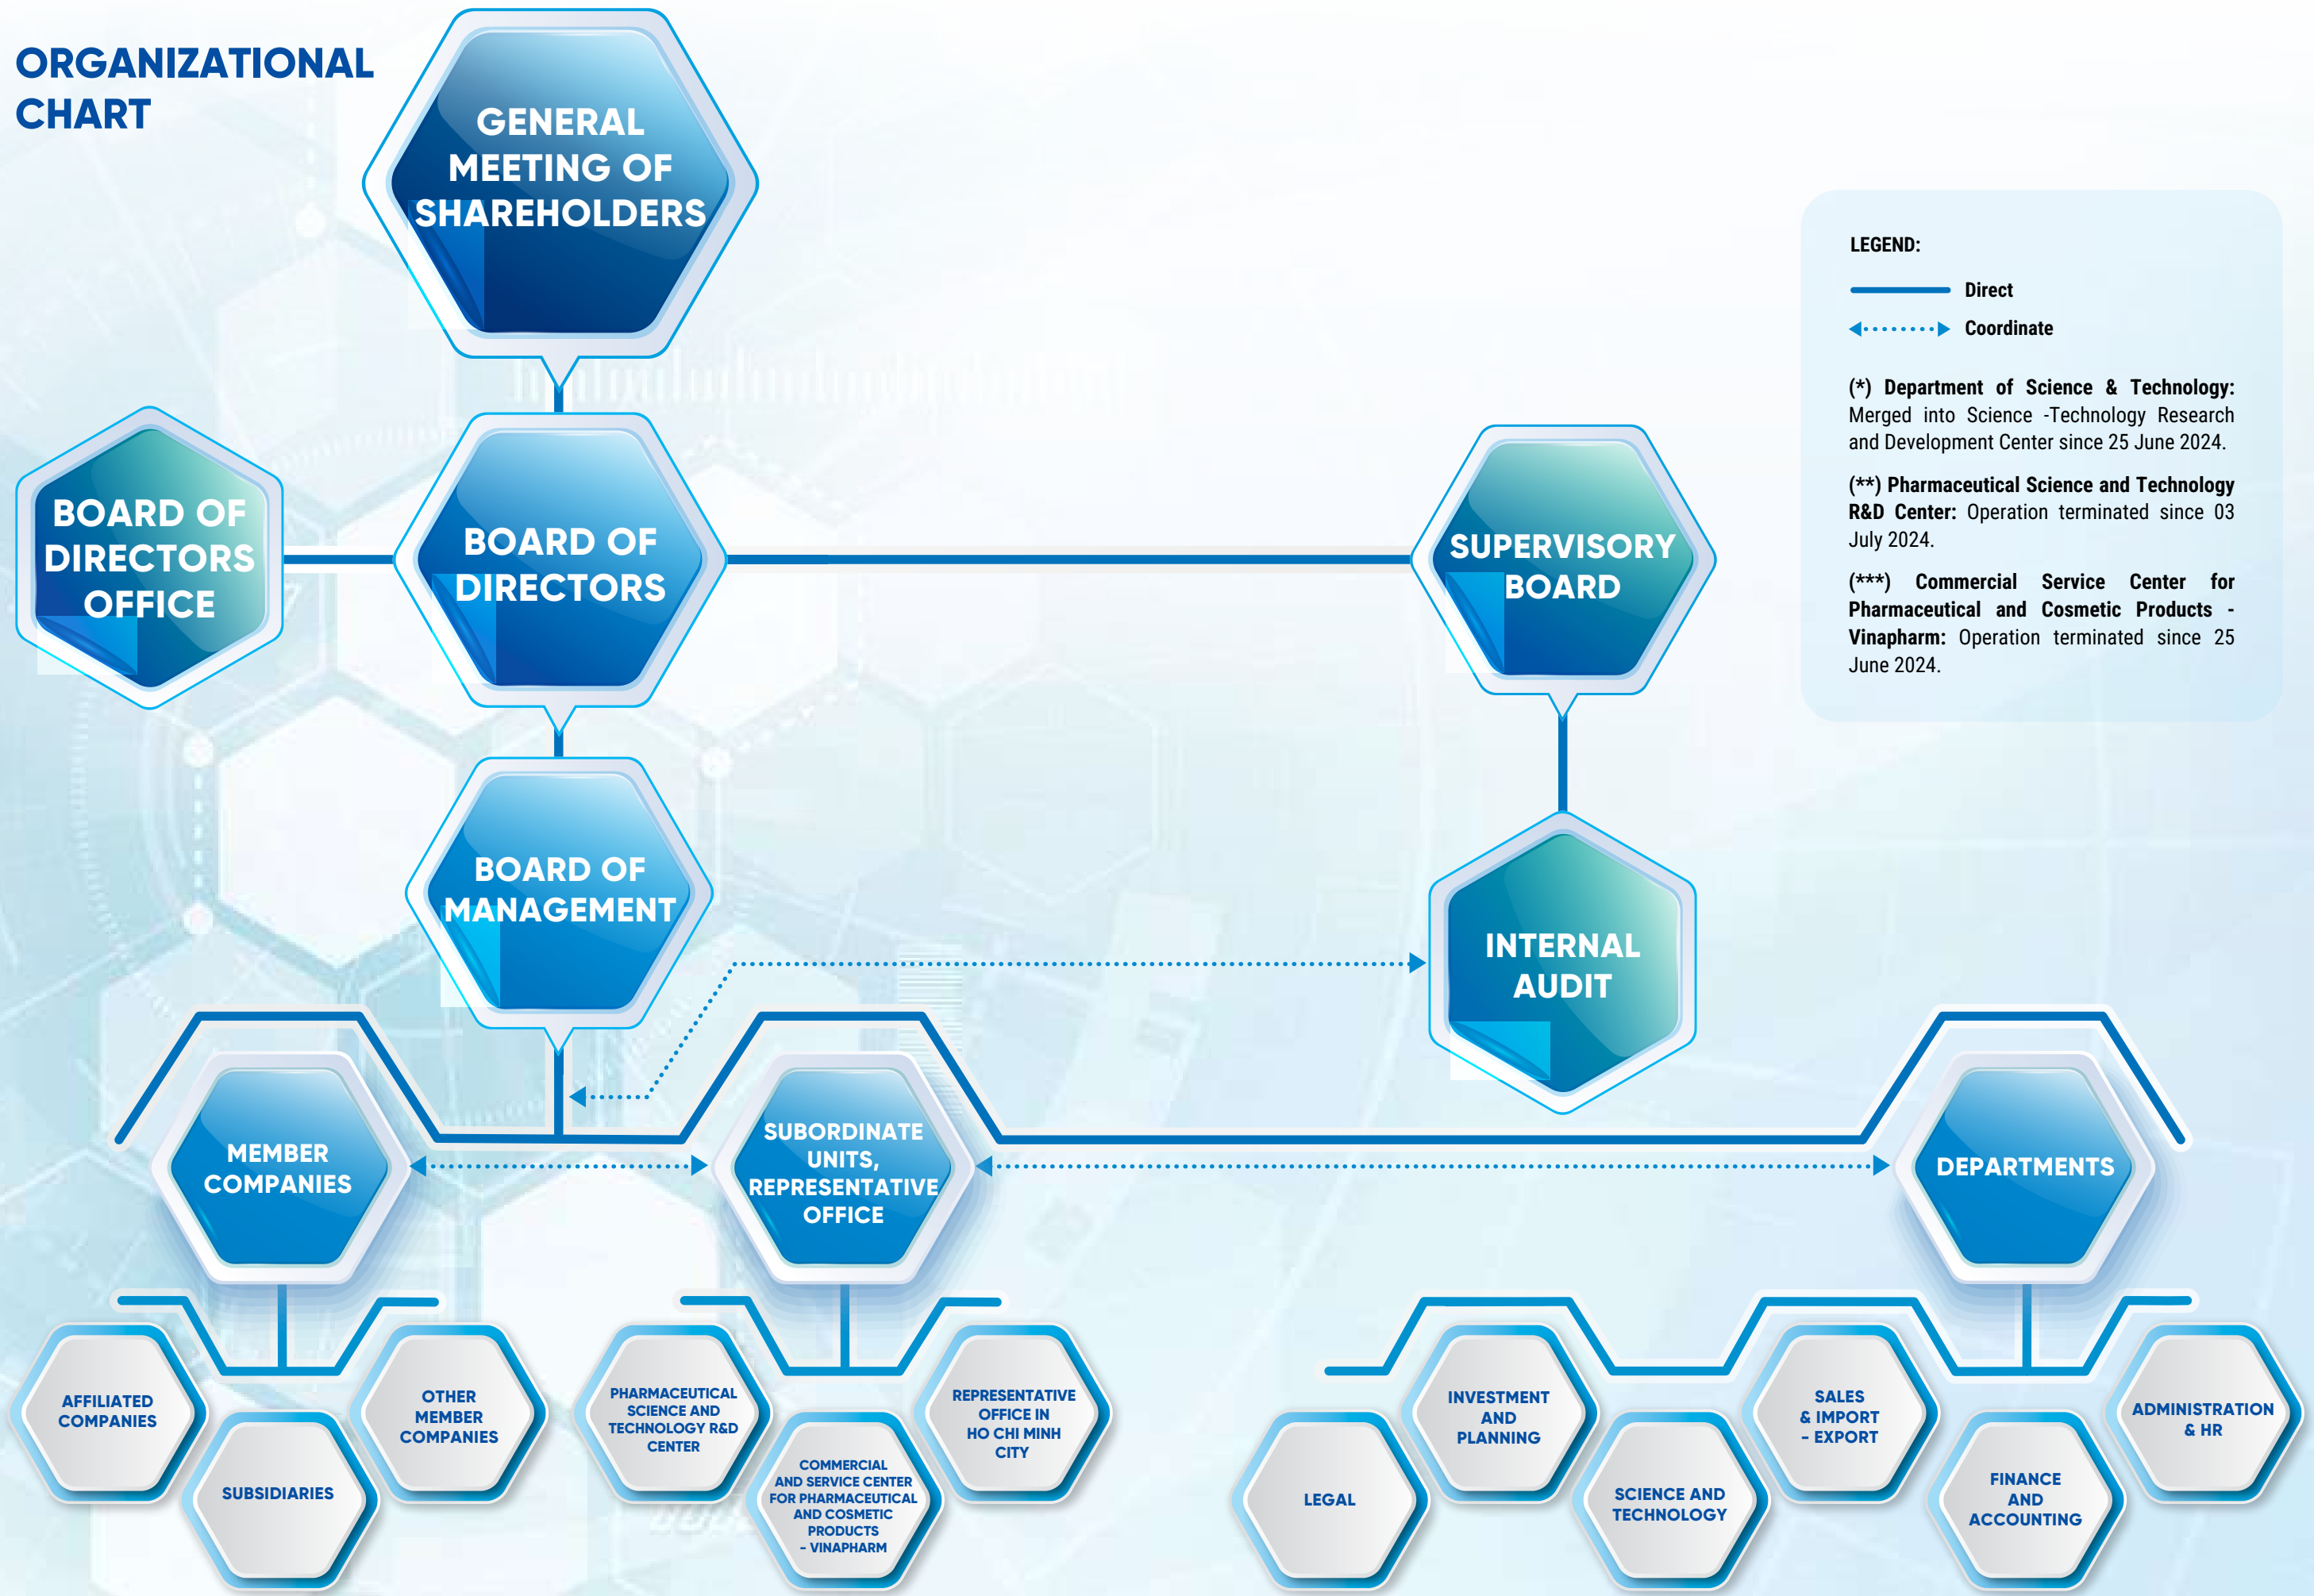 ORGANIZATIONAL
CHART
GENERAL
MEETING OF
SHAREHOLDERS
LEGEND:
Direct
Coordinate
(*) Department of Science & Technology:
Merged into Science -Technology Research
and Development Center since 25 June 2024.
(**) Pharmaceutical Science and Technology
R&D Center: Operation terminated since 03
July 2024.
(***) Commercial Service Center for
Pharmaceutical and Cosmetic Products -
Vinapharm: Operation terminated since 25
June 2024.
BOARD OF
DIRECTORS
OFFICE
BOARD OF
DIRECTORS
SUPERVISORY
BOARD
BOARD OF
MANAGEMENT
INTERNAL
AUDIT
MEMBER
COMPANIES
SUBORDINATE
UNITS,
REPRESENTATIVE
OFFICE
DEPARTMENTS
AFFILIATED
COMPANIES
SUBSIDIARIES
OTHER
MEMBER
COMPANIES
PHARMACEUTICAL
SCIENCE AND
TECHNOLOGY R&D
CENTER
COMMERCIAL
AND SERVICE CENTER
FOR PHARMACEUTICAL
AND COSMETIC
PRODUCTS
- VINAPHARM
REPRESENTATIVE
OFFICE IN
HO CHI MINH
CITY
LEGAL
INVESTMENT
AND
PLANNING
SCIENCE AND
TECHNOLOGY
SALES
& IMPORT
- EXPORT
FINANCE
AND
ACCOUNTING
ADMINISTRATION
& HR